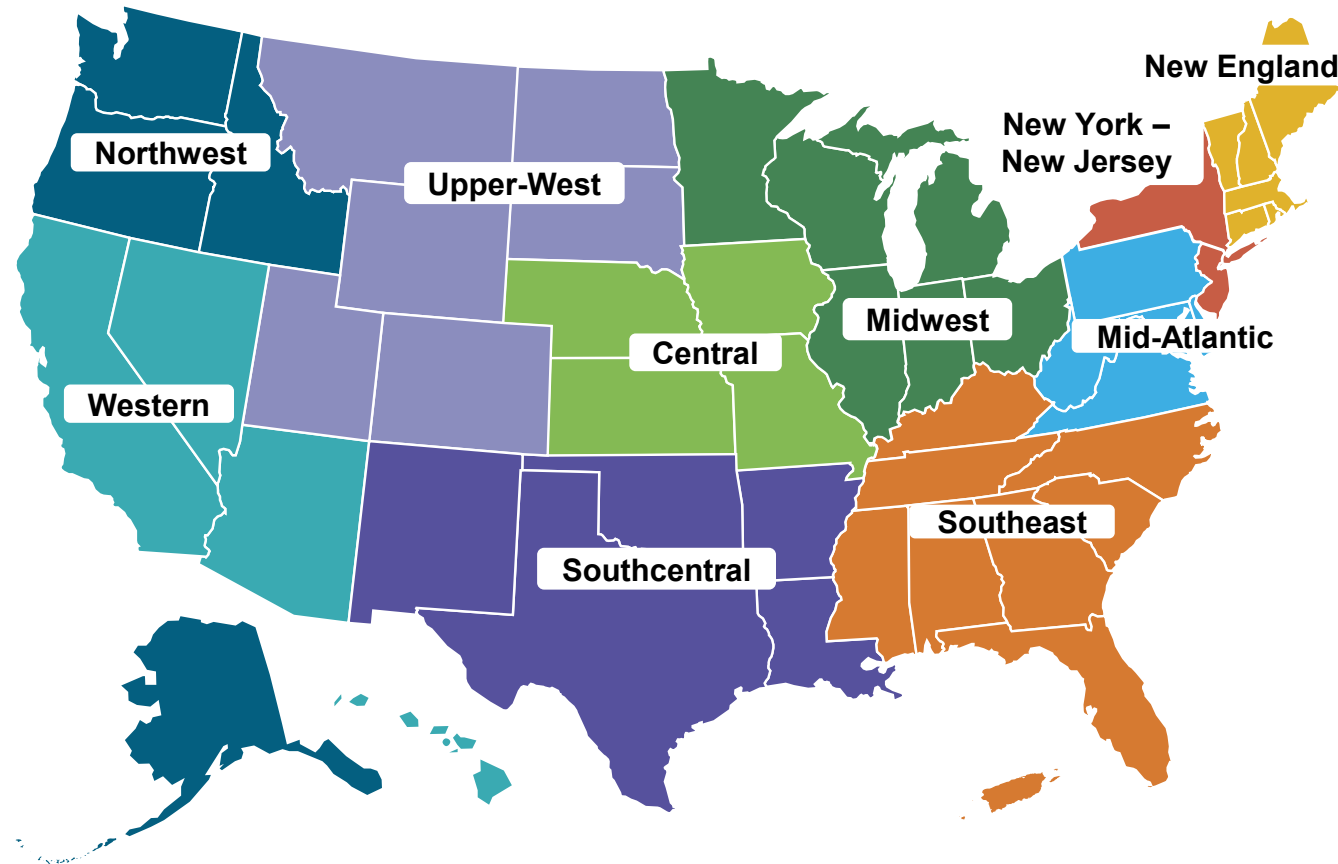 New England
New York –
New Jersey
Northwest
Upper-West
Midwest
Mid-Atlantic
Central
Western
Southeast
Southcentral